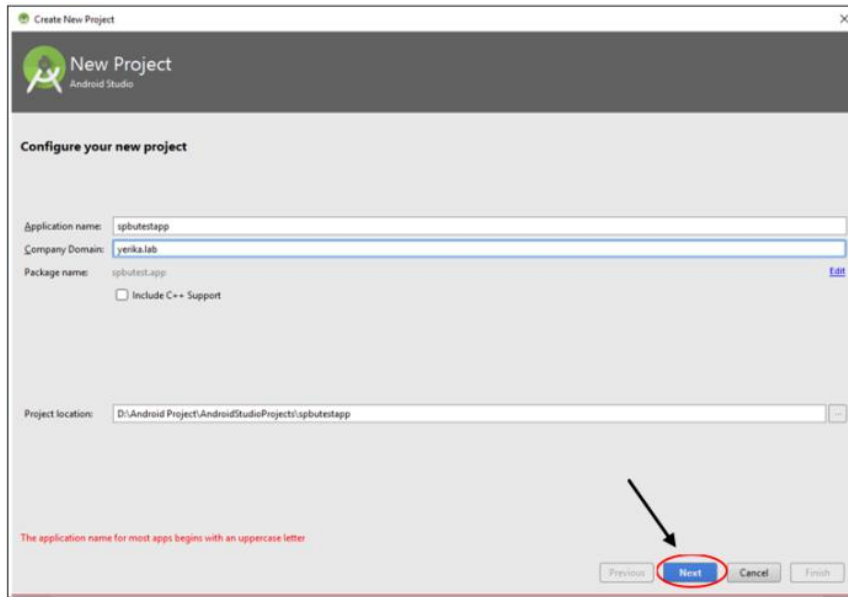 Create New Project
New Project
Android Studio
Configure your new project
Application name: spbutestapp
Company Domain: yerika.lab
Package name: spbutest.app Edit
Include C++ Support
Project location: D:\Android Project\AndroidStudioProjects\spbutestapp ...
The application name for most apps begins with an uppercase letter
Previous Next Cancel Finish